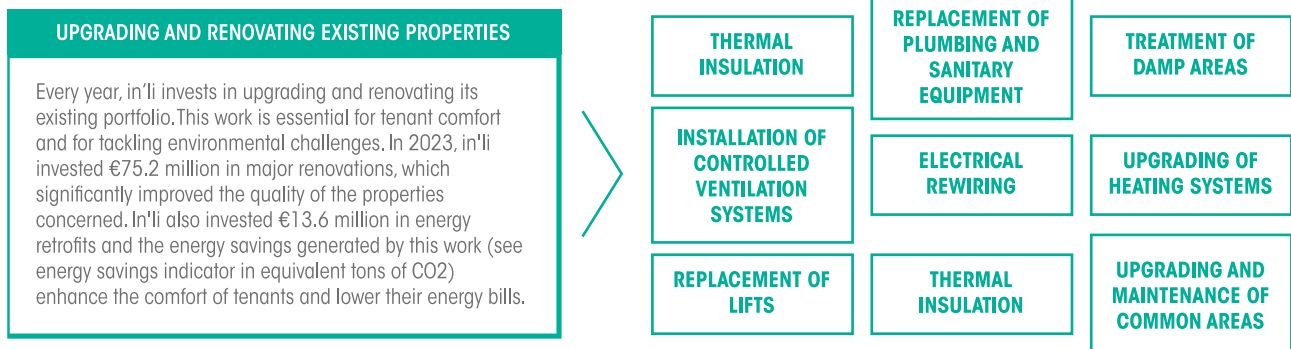 UPGRADING AND RENOVATING EXISTING PROPERTIES
Every year, in’li invests in upgrading and renovating its
existing portfolio. This work is essential for tenant comfort
and for tackling environmental challenges. In 2023, in'li
invested €75.2 million in major renovations, which
significantly improved the quality of the properties
concerned. In'li also invested €13.6 million in energy
retrofits and the energy savings generated by this work (see
energy savings indicator in equivalent tons of CO2)
enhance the comfort of tenants and lower their energy bills.
THERMAL
INSULATION
REPLACEMENT OF
PLUMBING AND
SANITARY
EQUIPMENT
TREATMENT OF
DAMP AREAS
INSTALLATION OF
CONTROLLED
VENTILATION
SYSTEMS
ELECTRICAL
REWIRING
UPGRADING OF
HEATING SYSTEMS
REPLACEMENT OF
LIFTS
THERMAL
INSULATION
UPGRADING AND
MAINTENANCE OF
COMMON AREAS